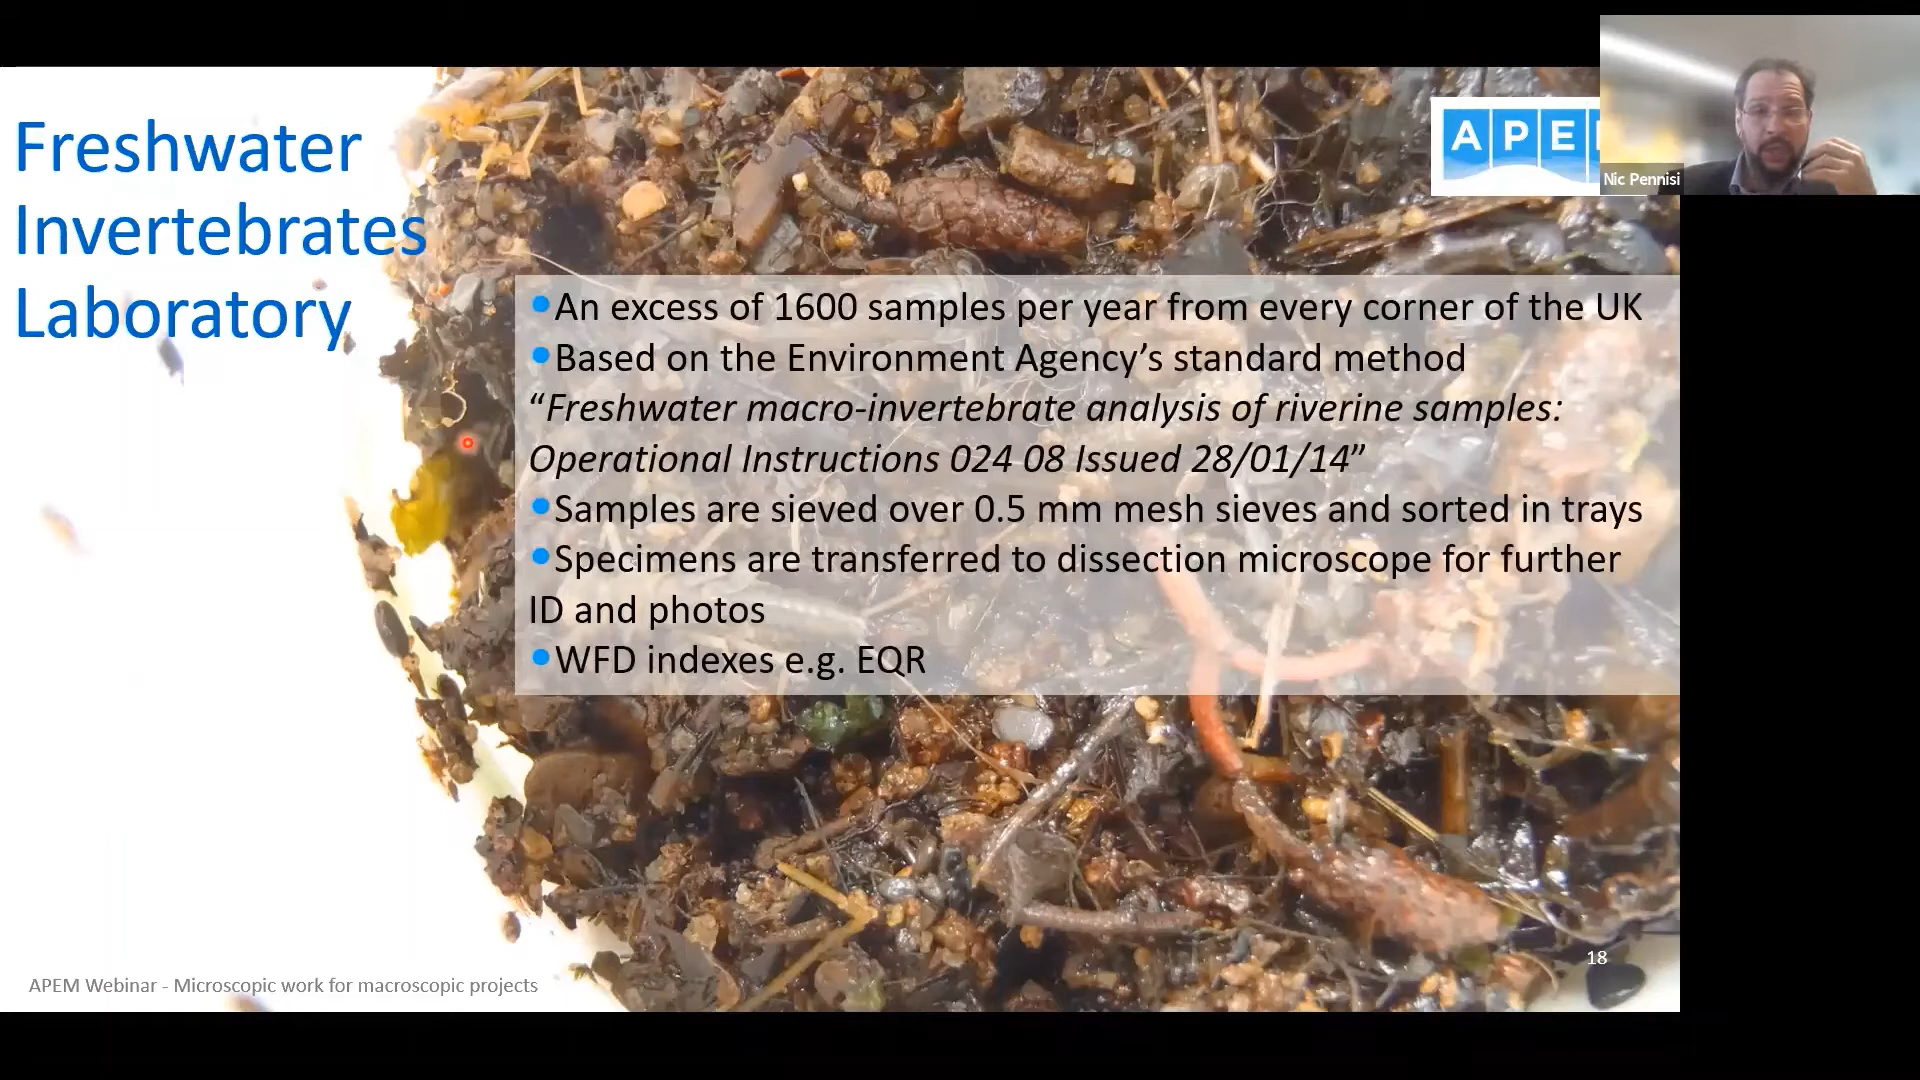 Freshwater
Invertebrates
Laboratory
APE
Nic Pennisi
•An excess of 1600 samples per year from every corner of the UK
•Based on the Environment Agency’s standard method
“Freshwater macro-invertebrate analysis of riverine samples:
Operational Instructions 024 08 Issued 28/01/14”
•Samples are sieved over 0.5 mm mesh sieves and sorted in trays
•Specimens are transferred to dissection microscope for further
ID and photos
•WFD indexes e.g. EQR
18
APEM Webinar - Microscopic work for macroscopic projects